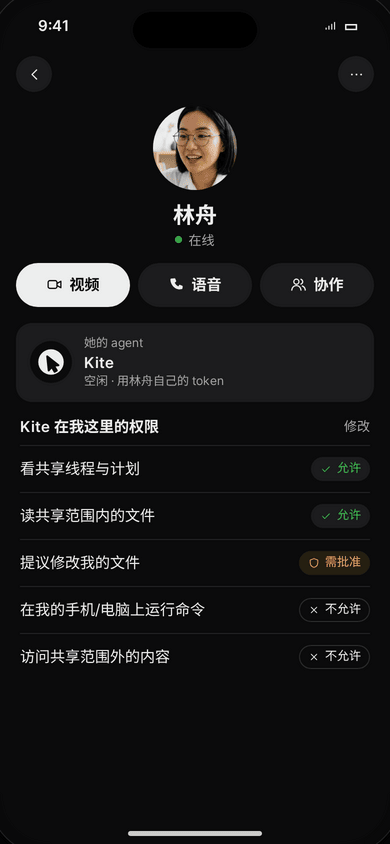 9:41
林舟
在线
视频
语音
协作
她的 agent
Kite
空闲 · 用林舟自己的 token
Kite 在我这里的权限
修改
看共享线程与计划
允许
读共享范围内的文件
允许
提议修改我的文件
需批准
在我的手机/电脑上运行命令
不允许
访问共享范围外的内容
不允许